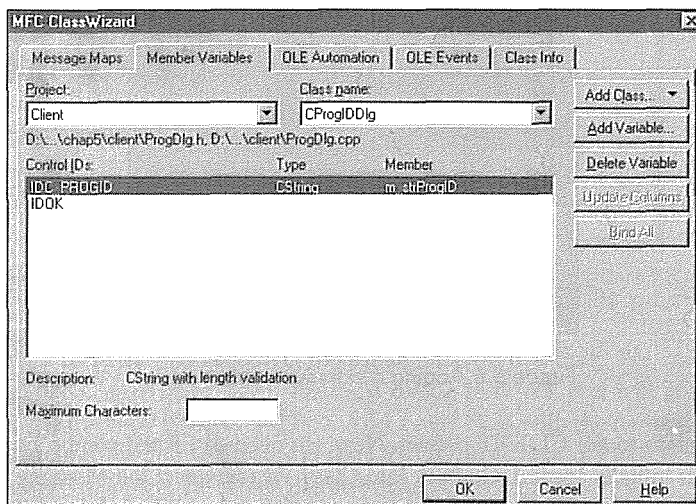 MFC ClassWizard
Message Maps Member Variables OLE Automation OLE Events Class Info
Project: Class name: Add Class...
Client CProgIDDlg
Add Variable...
D:\...\chap5\client\ProgDlg.h, D:\...\client\ProgDlg.cpp
Control IDs: Type Member Delete Variable
IDC_PROGID CString m_strProgID
IDOK Update Columns
Bind All
Description: CString with length validation
Maximum Characters:
OK Cancel Help